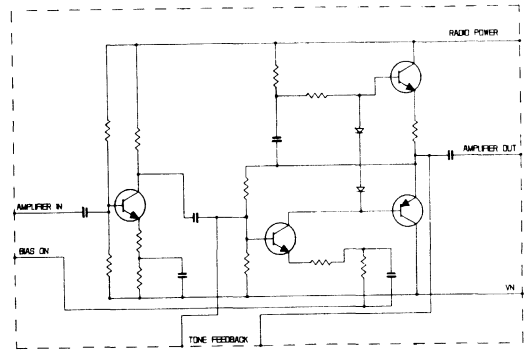 RADIO POWER
AMPLIFIER OUT
AMPLIFIER IN
BIAS ON
VN
TONE FEEDBACK